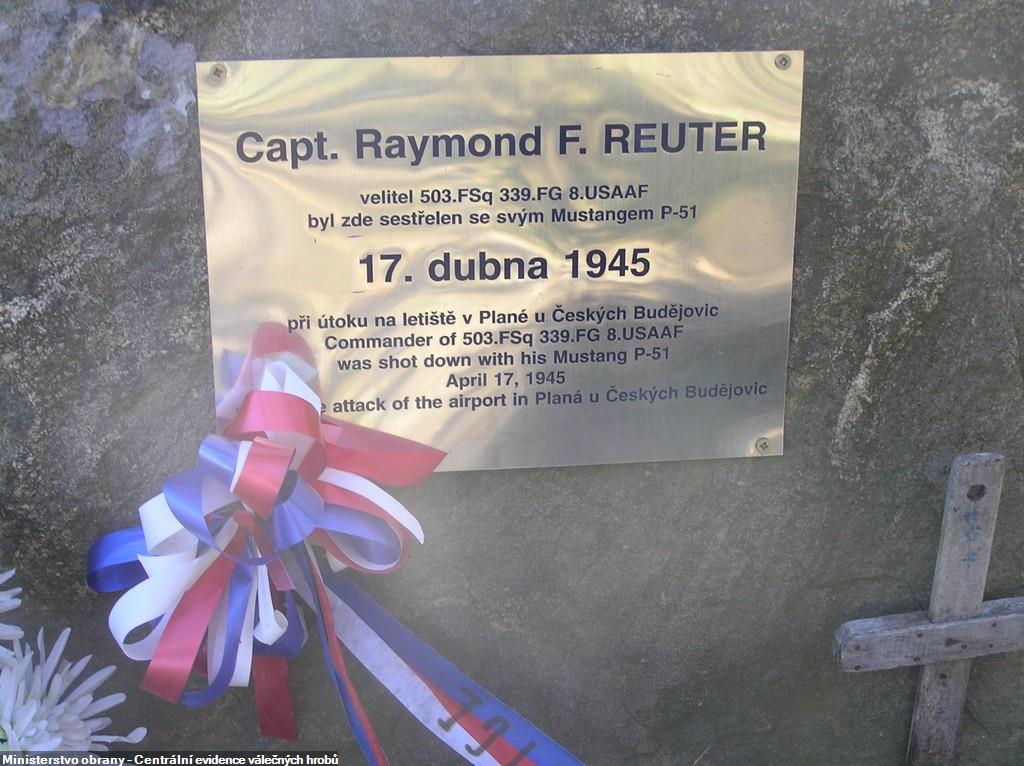 Capt. Raymond F. REUTER
velitel 503.FSq 339.FG 8.USAAF
byl zde sestřelen se svým Mustangem P-51
17. dubna 1945
při útoku na letiště v Plané u Českých Budějovic
Commander of 503.FSq 339.FG 8.USAAF
was shot down with his Mustang P-51
April 17, 1945
attack of the airport in Planá u Českých Budějovic
Ministerstvo obrany - Centrální evidence válečných hrobů